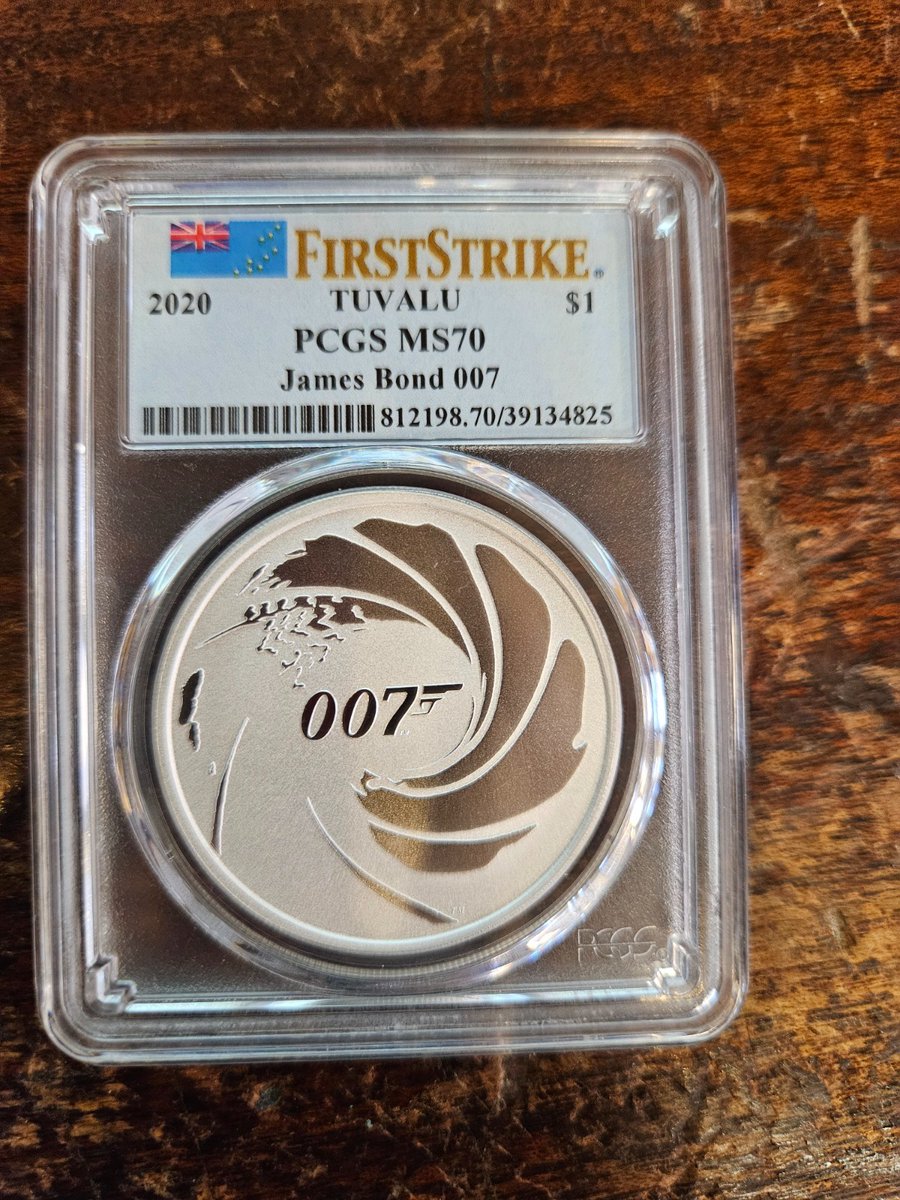 FIRSTSTRIKE®
2020 TUVALU $1
PCGS MS70
James Bond 007
812198.70/39134825
007
PCGS